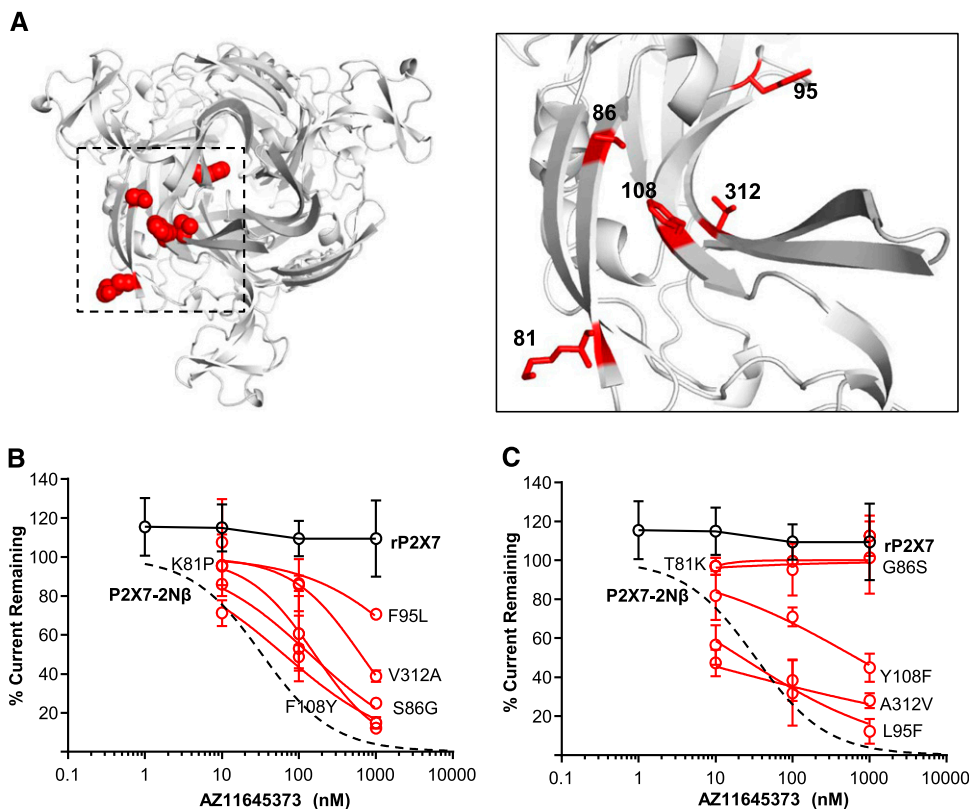 A
95
86
108
312
81
B
140
120
100
80
60
40
20
% Current Remaining
rP2X7
K81P
P2X7-2Nβ
F95L
V312A
S86G
F108Y
0.1 1 10 100 1000 10000
AZ11645373 (nM)
C
140
120
100
80
60
40
20
% Current Remaining
rP2X7
T81K
G86S
P2X7-2Nβ
Y108F
A312V
L95F
0.1 1 10 100 1000 10000
AZ11645373 (nM)